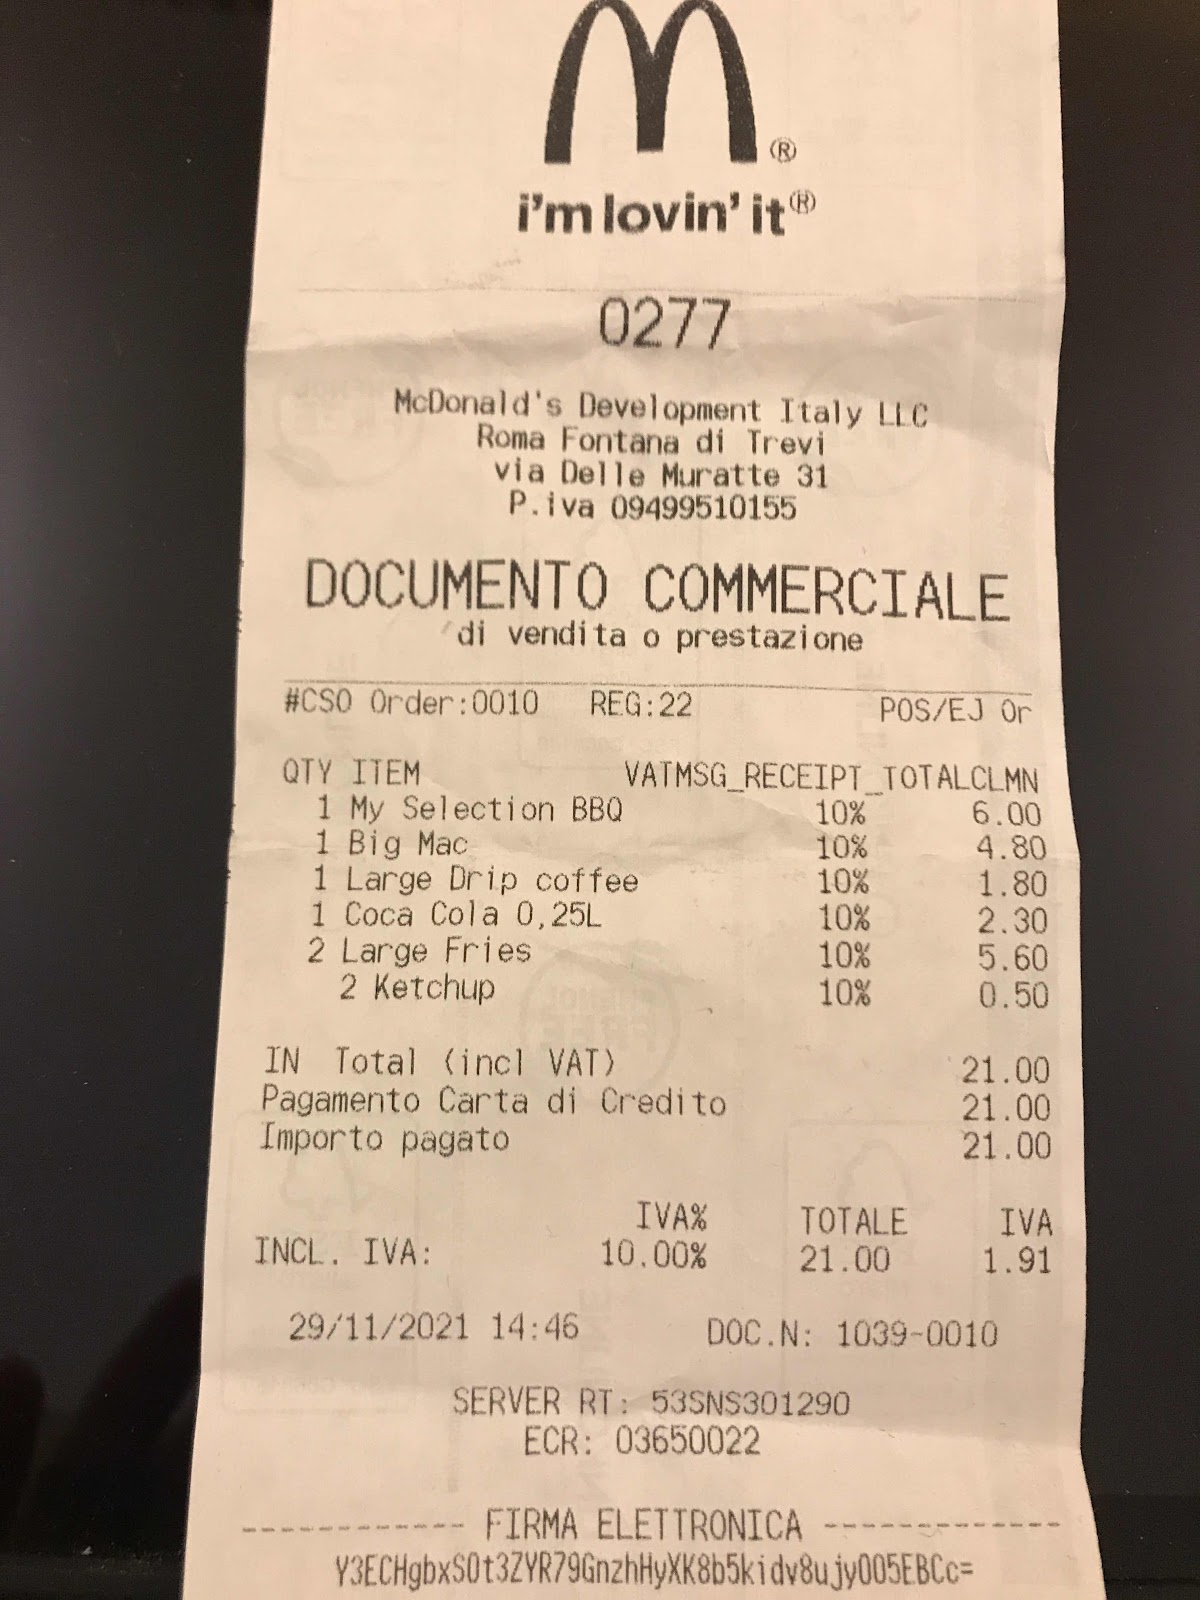 i'm lovin' it®
0277
McDonald's Development Italy LLC
Roma Fontana di Trevi
via Delle Muratte 31
P.iva 09499510155
DOCUMENTO COMMERCIALE
di vendita o prestazione
#CSO Order:0010 REG:22 POS/EJ Or
QTY ITEM VATMSG_RECEIPT_TOTALCLMN
1 My Selection BBQ 10% 6.00
1 Big Mac 10% 4.80
1 Large Drip coffee 10% 1.80
1 Coca Cola 0,25L 10% 2.30
2 Large Fries 10% 5.60
2 Ketchup 10% 0.50
IN Total (incl VAT) 21.00
Pagamento Carta di Credito 21.00
Importo pagato 21.00
IVA% TOTALE IVA
INCL. IVA: 10.00% 21.00 1.91
29/11/2021 14:46 DOC.N: 1039-0010
SERVER RT: 53SNS301290
ECR: 03650022
------------ FIRMA ELETTRONICA -------------
Y3ECHgbxS0t3ZYR79GnzhHyXK8b5kidv8ujy005EBCc=